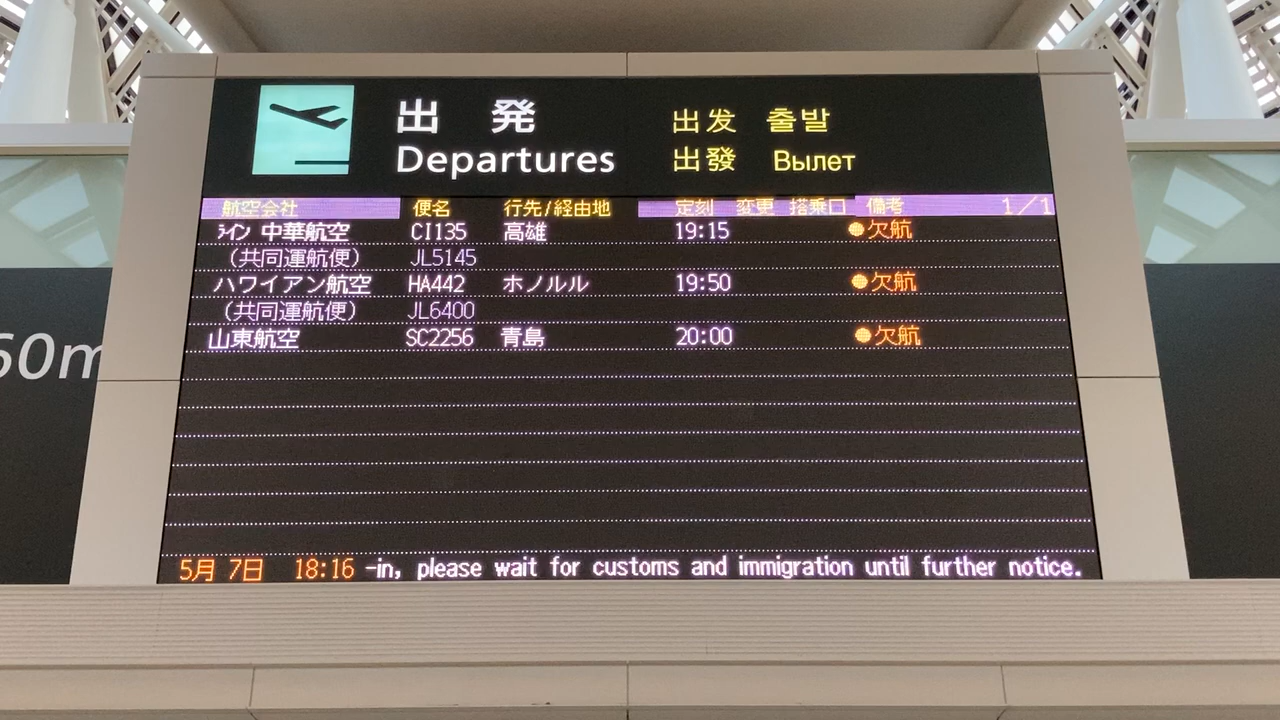 出 発 出发 출발
Departures 出發 Вылет
航空会社 便名 行先/経由地 定刻 変更 搭乗口 備考 1/1
中華航空 CI135 高雄 19:15 欠航
(共同運航便) JL5145
ハワイアン航空 HA442 ホノルル 19:50 欠航
(共同運航便) JL6400
山東航空 SC2256 青島 20:00 欠航
60m
5月 7日 18:16 -in, please wait for customs and immigration until further notice.